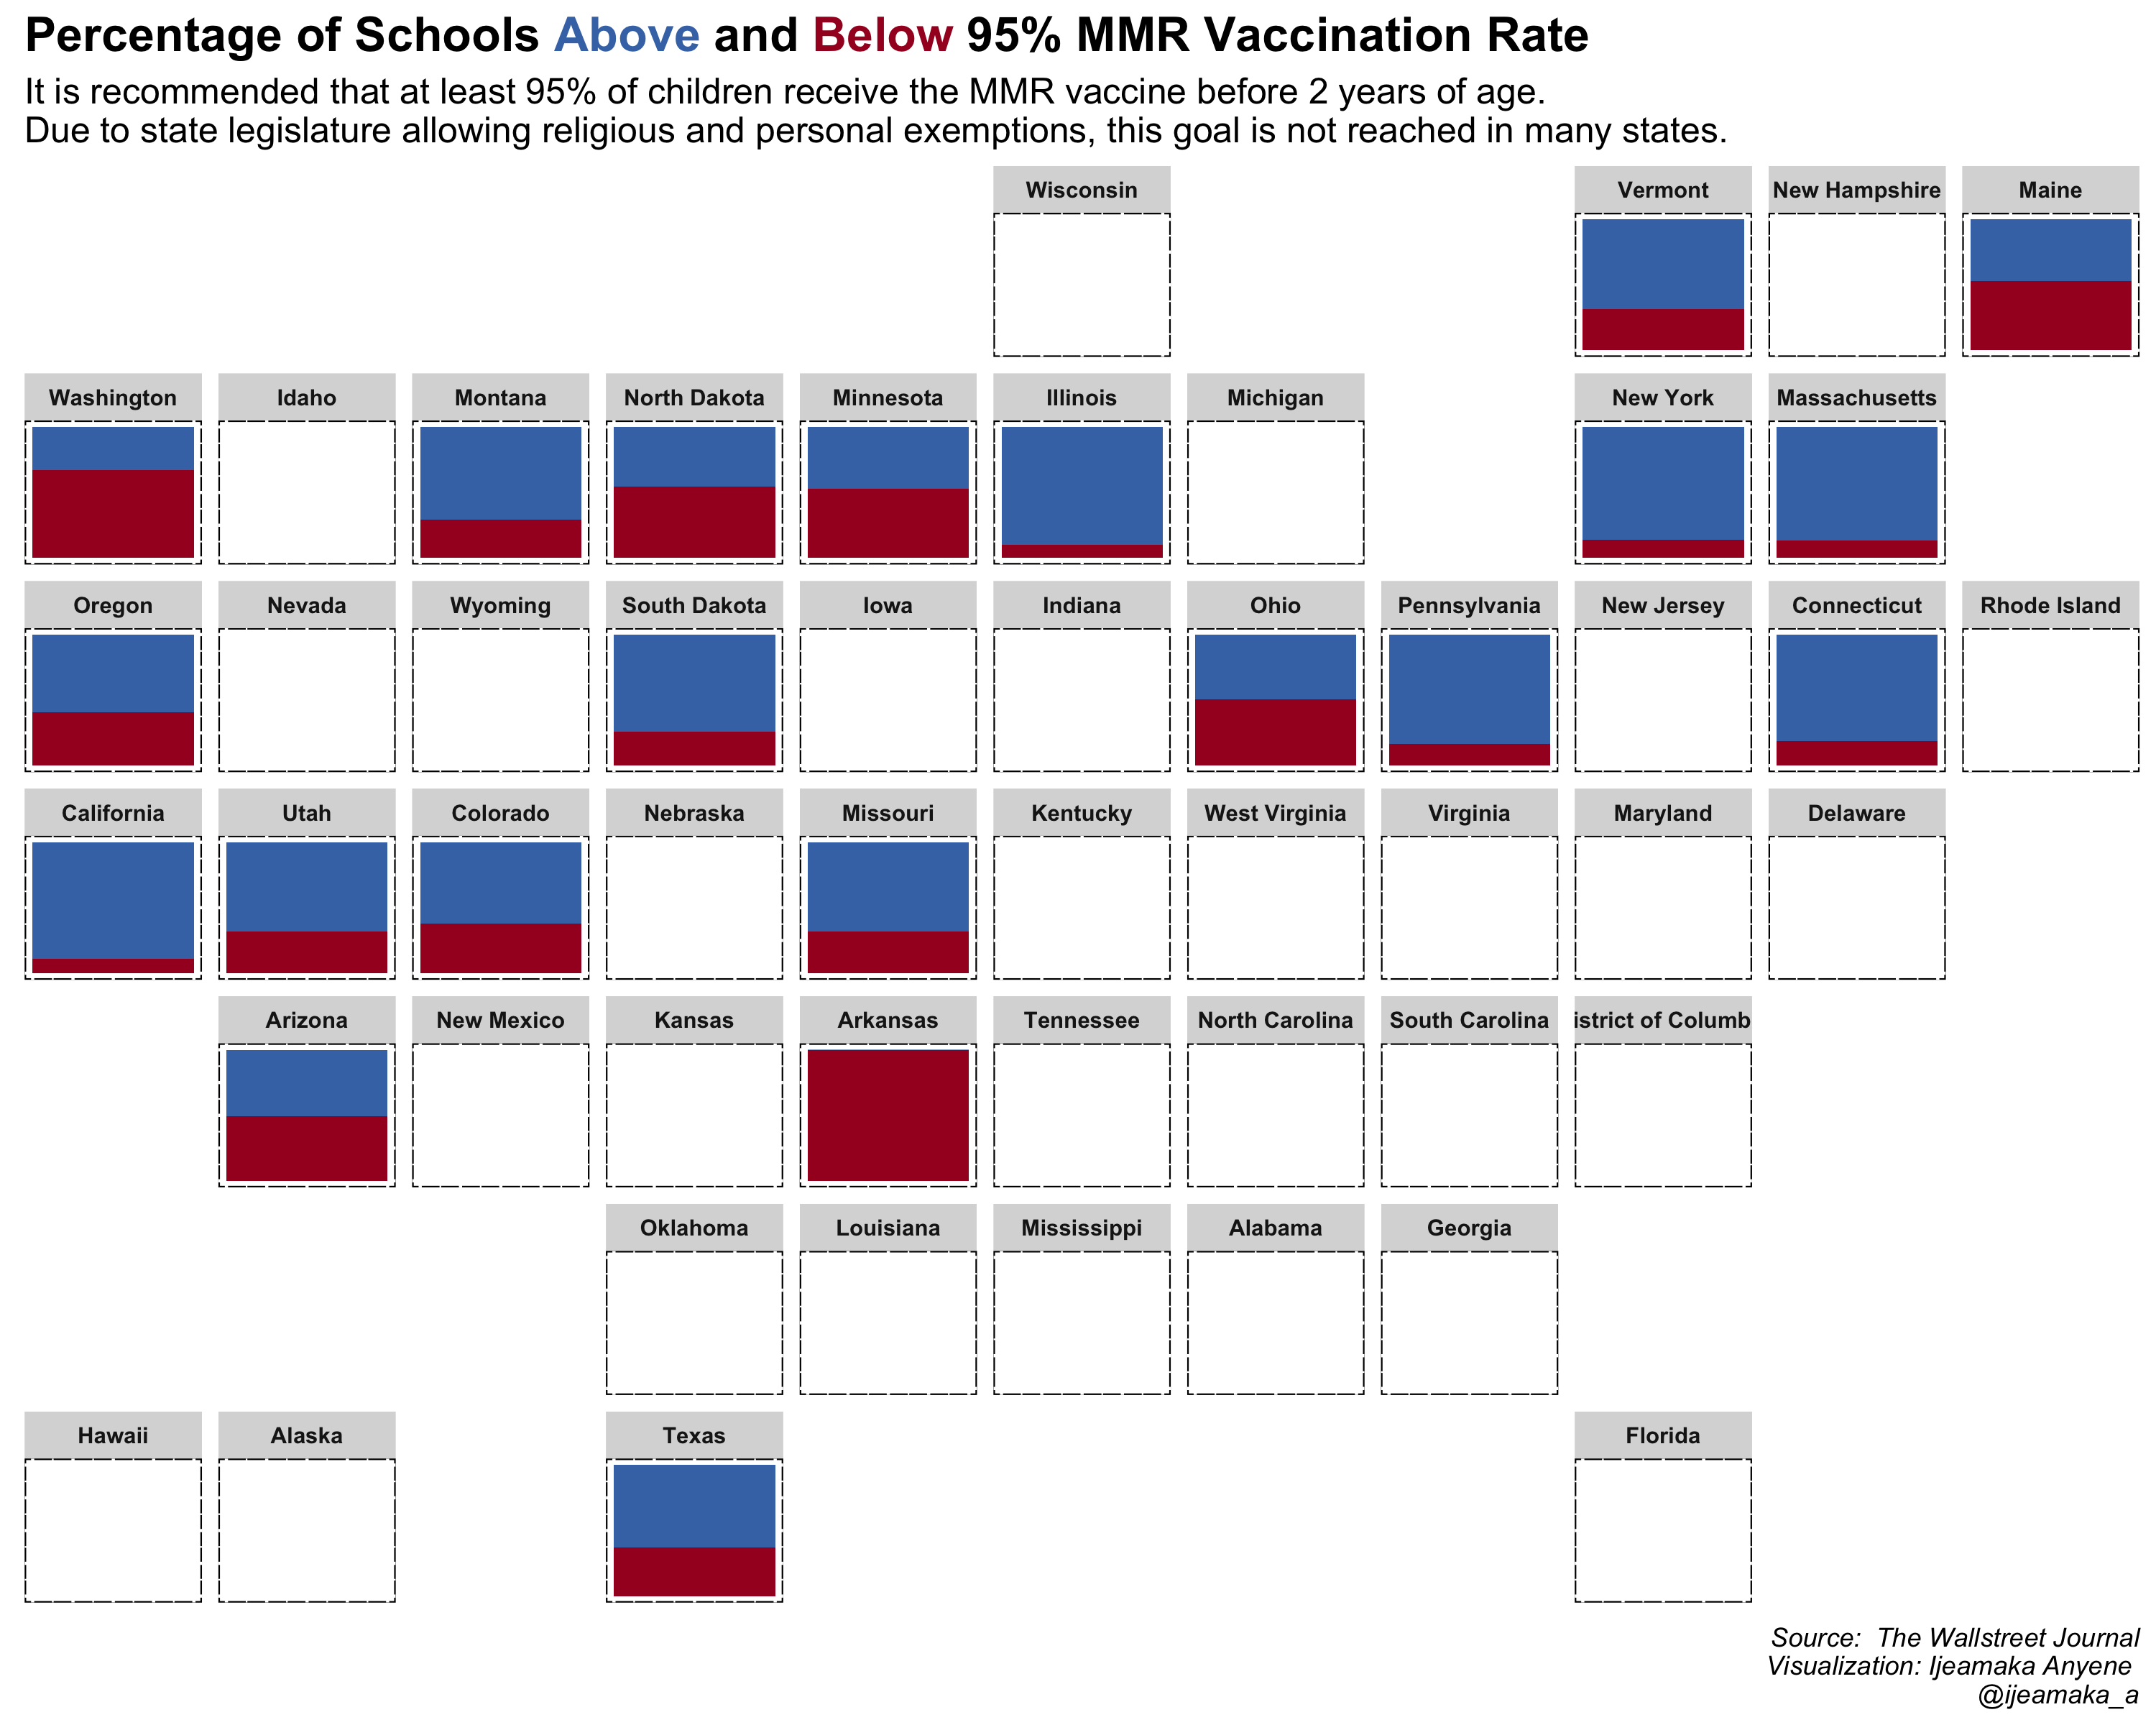 Percentage of Schools Above and Below 95% MMR Vaccination Rate
It is recommended that at least 95% of children receive the MMR vaccine before 2 years of age.
Due to state legislature allowing religious and personal exemptions, this goal is not reached in many states.
Wisconsin Vermont New Hampshire Maine
Washington Idaho Montana North Dakota Minnesota Illinois Michigan New York Massachusetts
Oregon Nevada Wyoming South Dakota Iowa Indiana Ohio Pennsylvania New Jersey Connecticut Rhode Island
California Utah Colorado Nebraska Missouri Kentucky West Virginia Virginia Maryland Delaware
Arizona New Mexico Kansas Arkansas Tennessee North Carolina South Carolina istrict of Columb
Oklahoma Louisiana Mississippi Alabama Georgia
Hawaii Alaska Texas Florida
Source: The Wallstreet Journal
Visualization: Ijeamaka Anyene
@ijeamaka_a